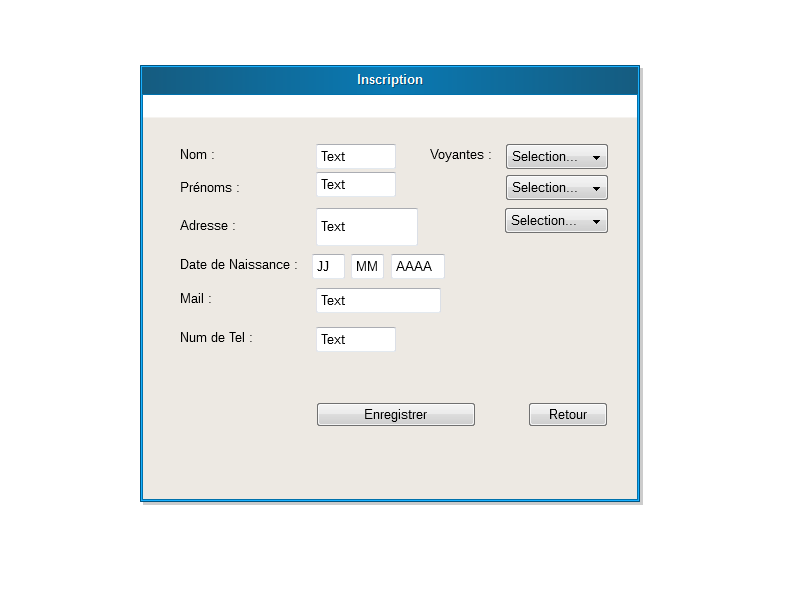 Inscription
Nom : Text Voyantes : Selection...
Prénoms : Text Selection...
Adresse : Text Selection...
Date de Naissance : JJ MM AAAA
Mail : Text
Num de Tel : Text
Enregistrer Retour